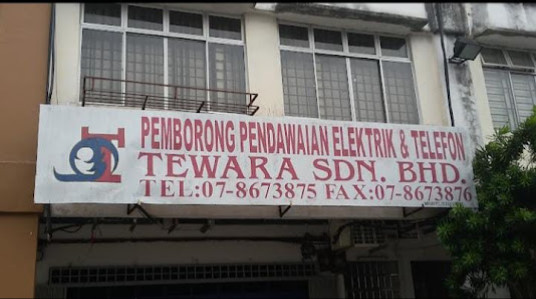 PEMBORONG PENDAWAIAN ELEKTRIK & TELEFON
TEWARA SDN. BHD.
TEL:07-8673875 FAX:07-8673876